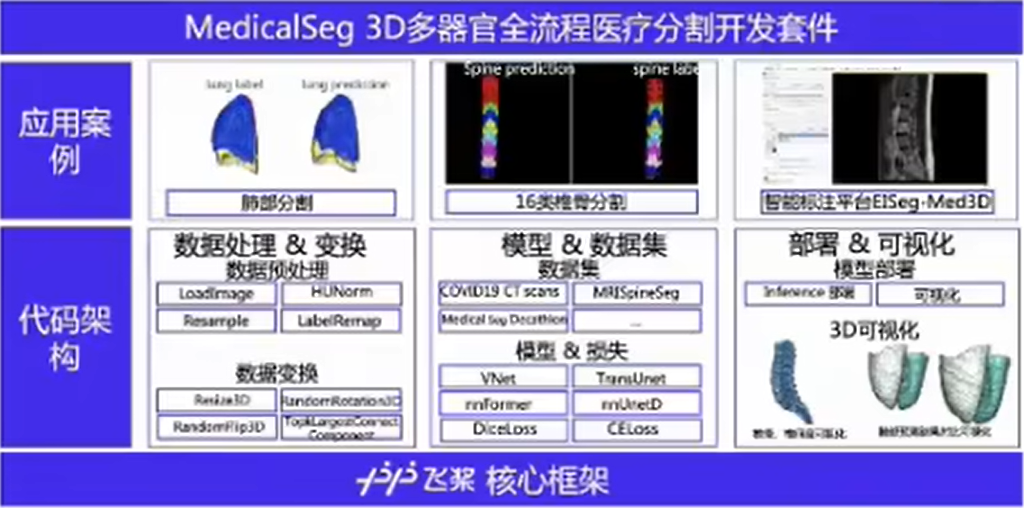 MedicalSeg 3D多器官全流程医疗分割开发套件
应用案
例
lung label
lung prediction
肺部分割
Spine prediction
spine labe
16类椎骨分割
智能标注平台EISeg-Med3D
代码架
构
数据处理 & 变换
数据预处理
LoadImage
HUNorm
Resample
LabelRemap
数据变换
Resize3D
RandomRotation3D
RandomFlip3D
TopkLargestConnect
Component
模型 & 数据集
数据集
COVID19 CT scans
MRISpineSeg
Medical Seg Decathlon
...
模型 & 损失
VNet
TransUnet
nnFormer
nnUnetD
DiceLoss
CELoss
部署 & 可视化
模型部署
Inference 部署
可视化
3D可视化
飞桨 核心框架